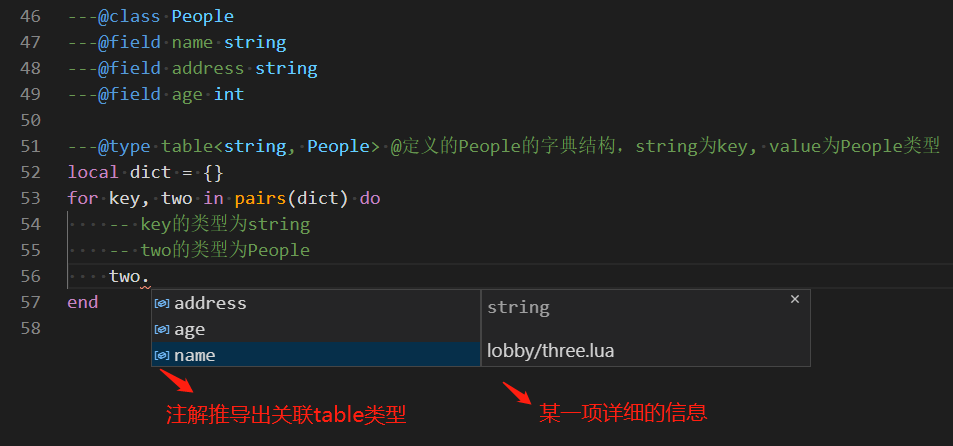 46 ---@class People
47 ---@field name string
48 ---@field address string
49 ---@field age int
50
51 ---@type table<string, People> @定义的People的字典结构，string为key, value为People类型
52 local dict = {}
53 for key, two in pairs(dict) do
54 -- key的类型为string
55 -- two的类型为People
56 two.
57 end
58
address
age
name
string
×
lobby/three.lua
注解推导出关联table类型
某一项详细的信息